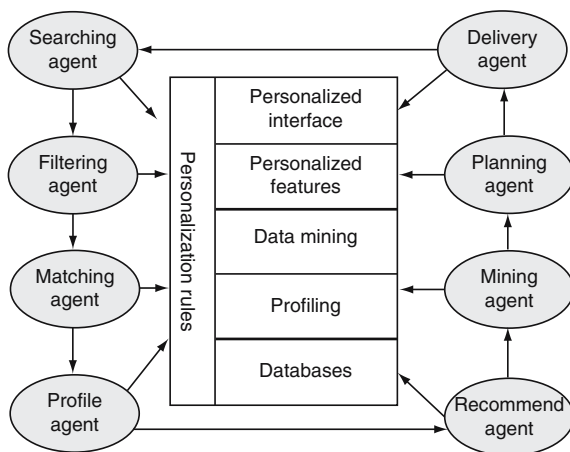 Searching
agent
Delivery
agent
Personalized
interface
Filtering
agent
Personalization rules
Personalized
features
Planning
agent
Data mining
Matching
agent
Profiling
Mining
agent
Databases
Profile
agent
Recommend
agent